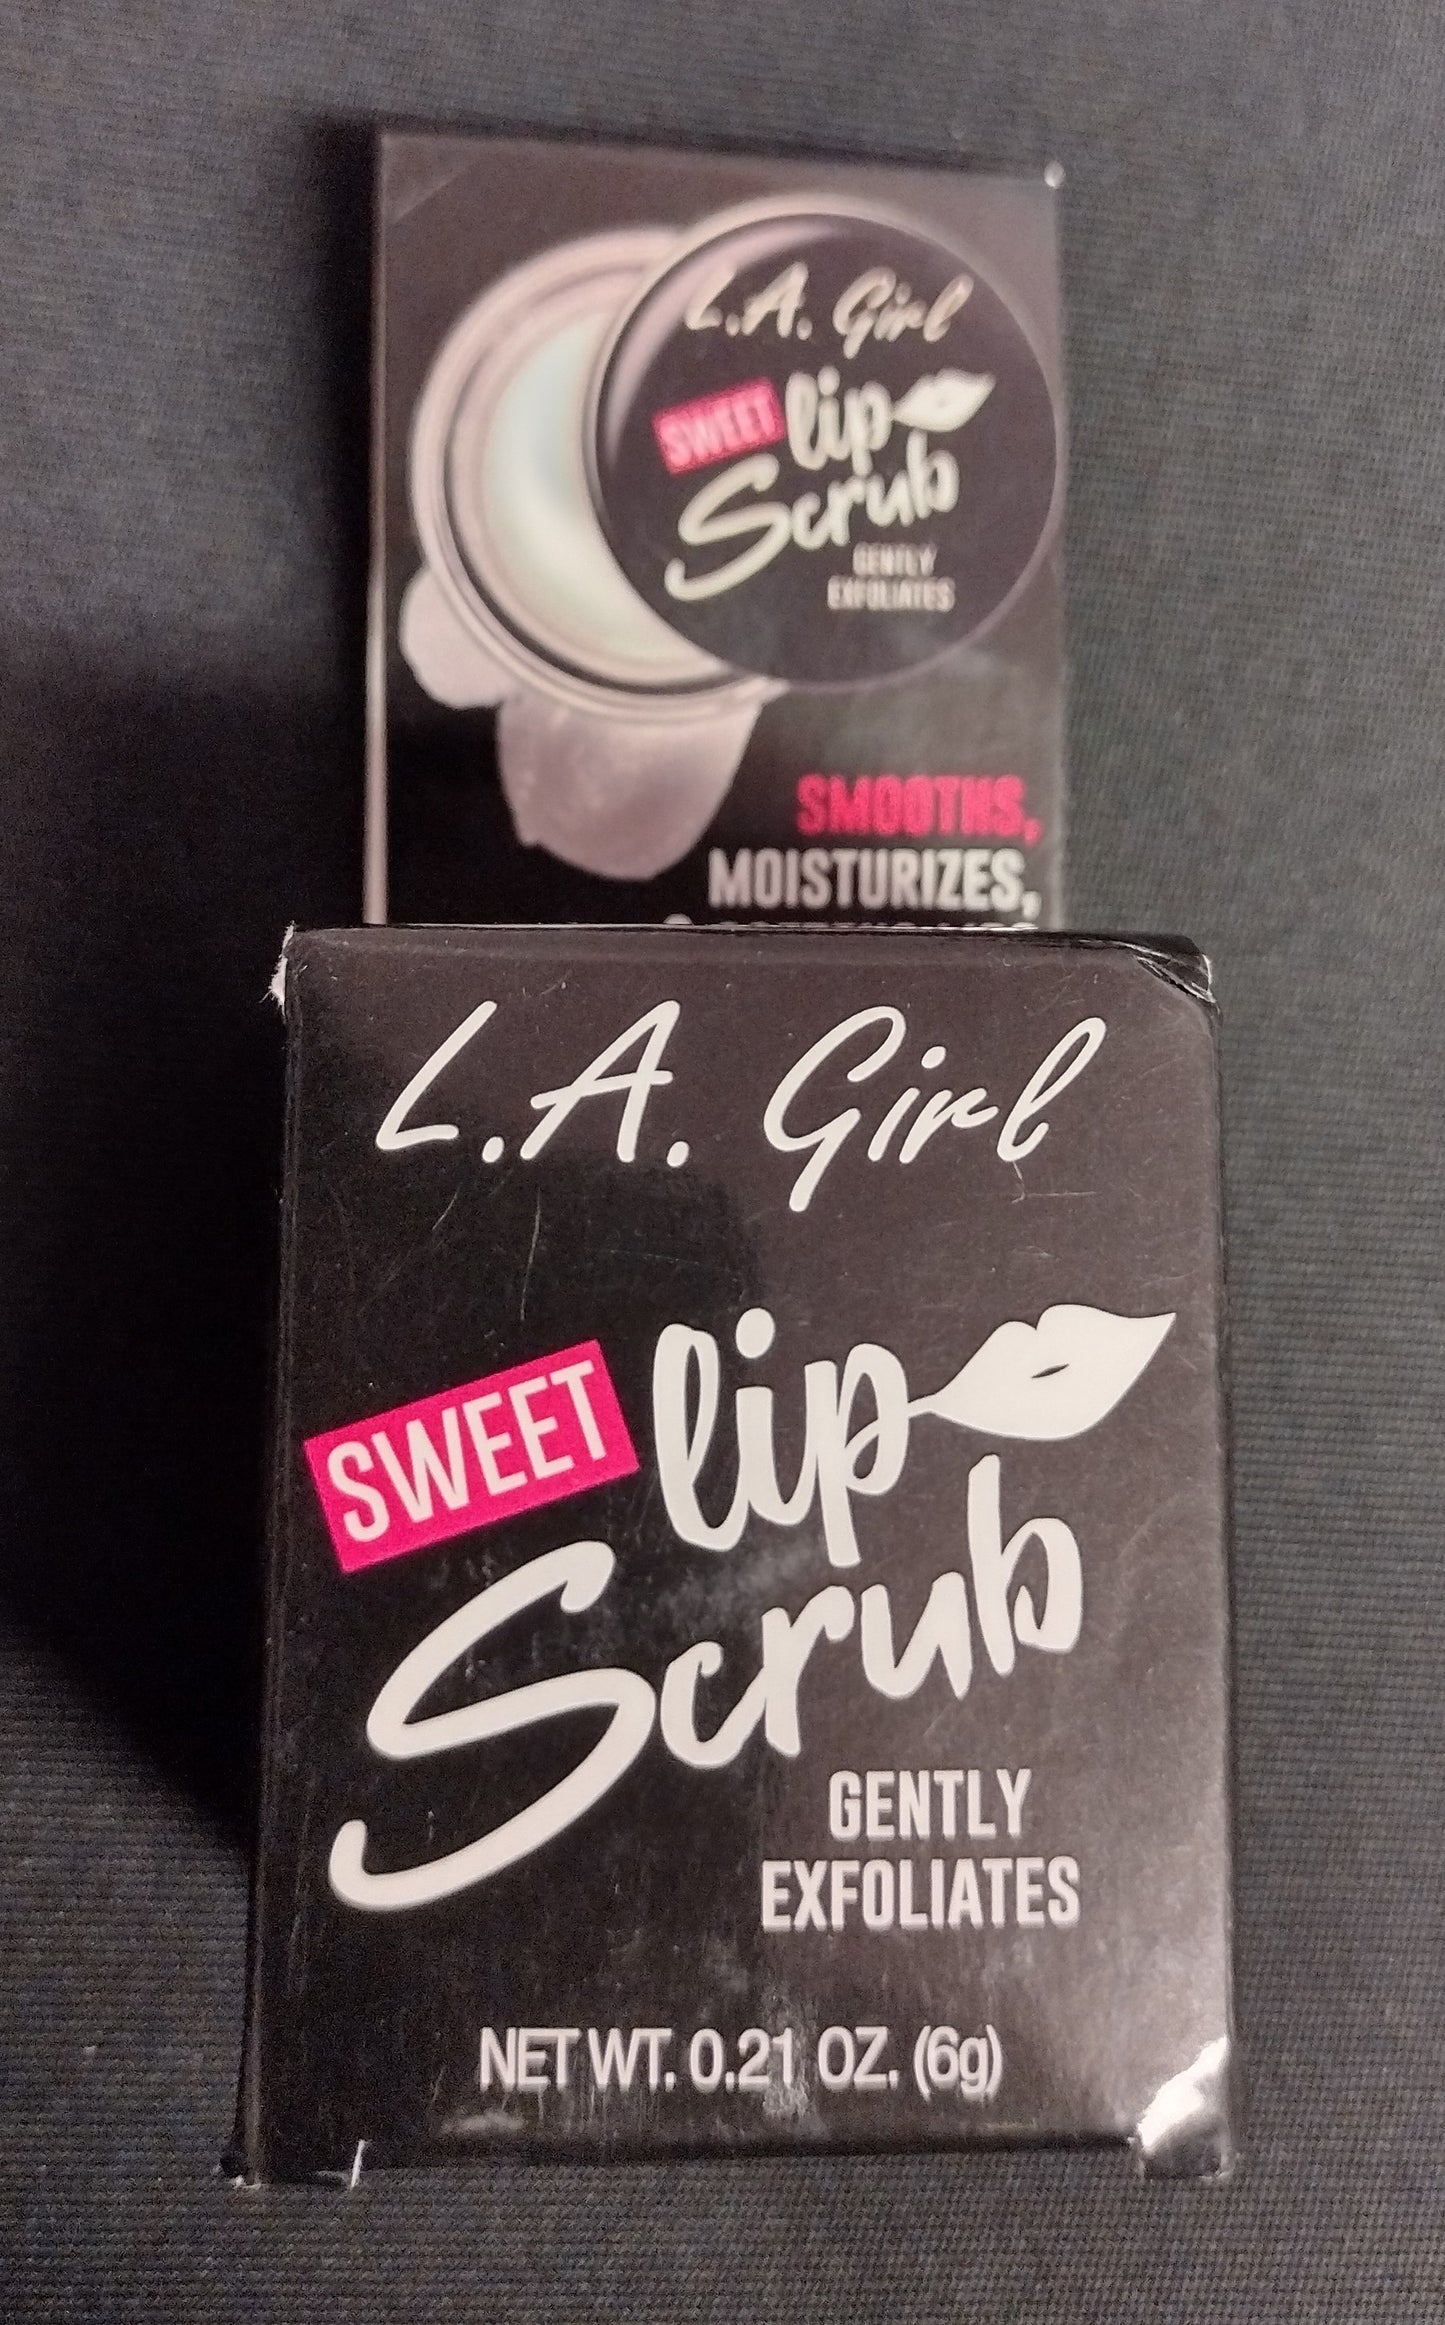 L.A. Girl
SWEET lip
Scrub
GENTLY
EXFOLIATES
SMOOTHS,
MOISTURIZES,
&
L.A. Girl
SWEET lip
Scrub
GENTLY
EXFOLIATES
NET WT. 0.21 OZ. (6g)